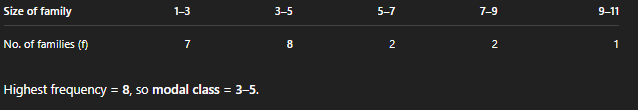 Size of family 1–3 3–5 5–7 7–9 9–11
No. of families (f) 7 8 2 2 1
Highest frequency = 8, so modal class = 3–5.